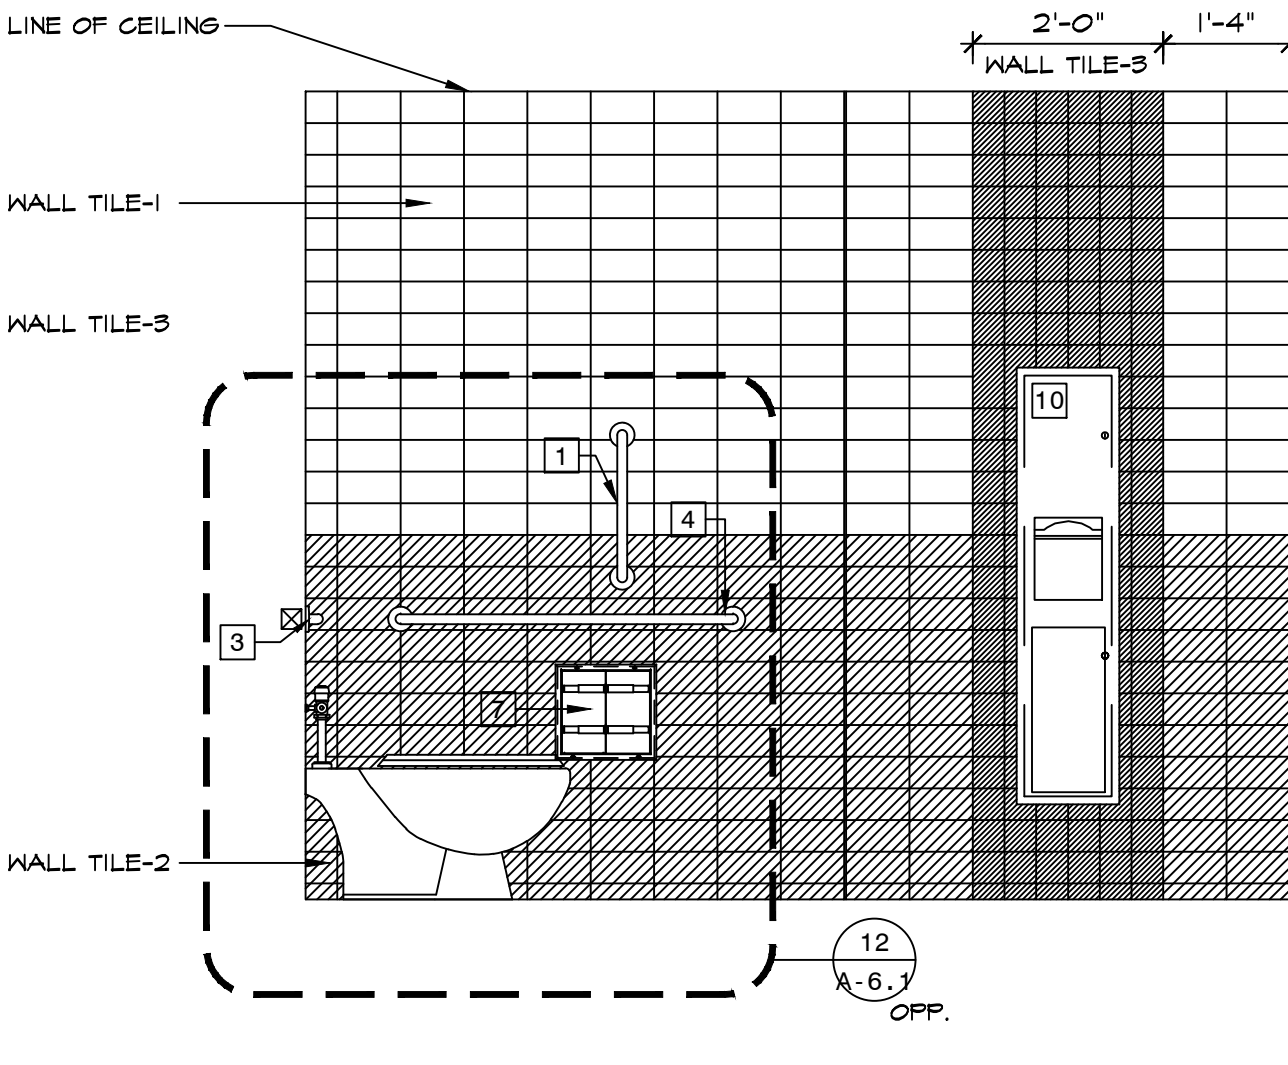 LINE OF CEILING
2'-0"
1'-4"
WALL TILE-3
WALL TILE-1
WALL TILE-3
10
1
4
3
7
WALL TILE-2
12
A-6.1
OPP.